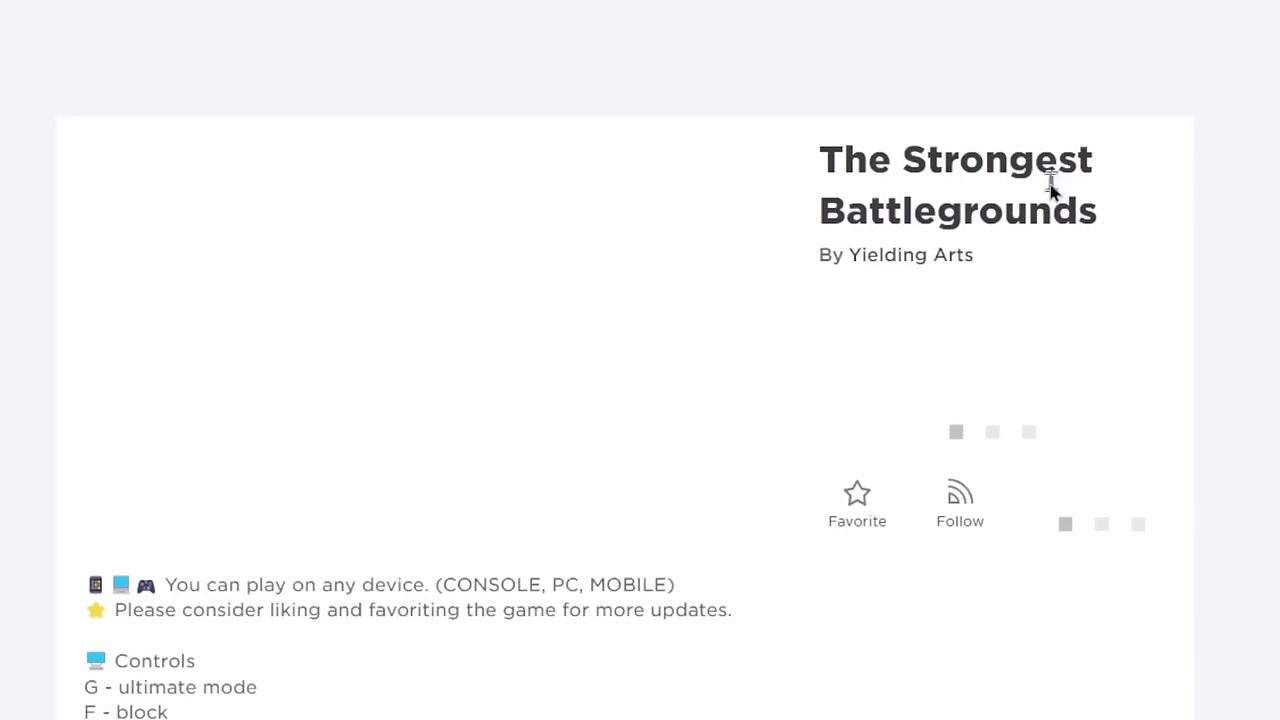 The Strongest
Battlegrounds
By Yielding Arts
Favorite
Follow
📱 💻 🎮 You can play on any device. (CONSOLE, PC, MOBILE)
⭐ Please consider liking and favoriting the game for more updates.
💻 Controls
G - ultimate mode
F - block